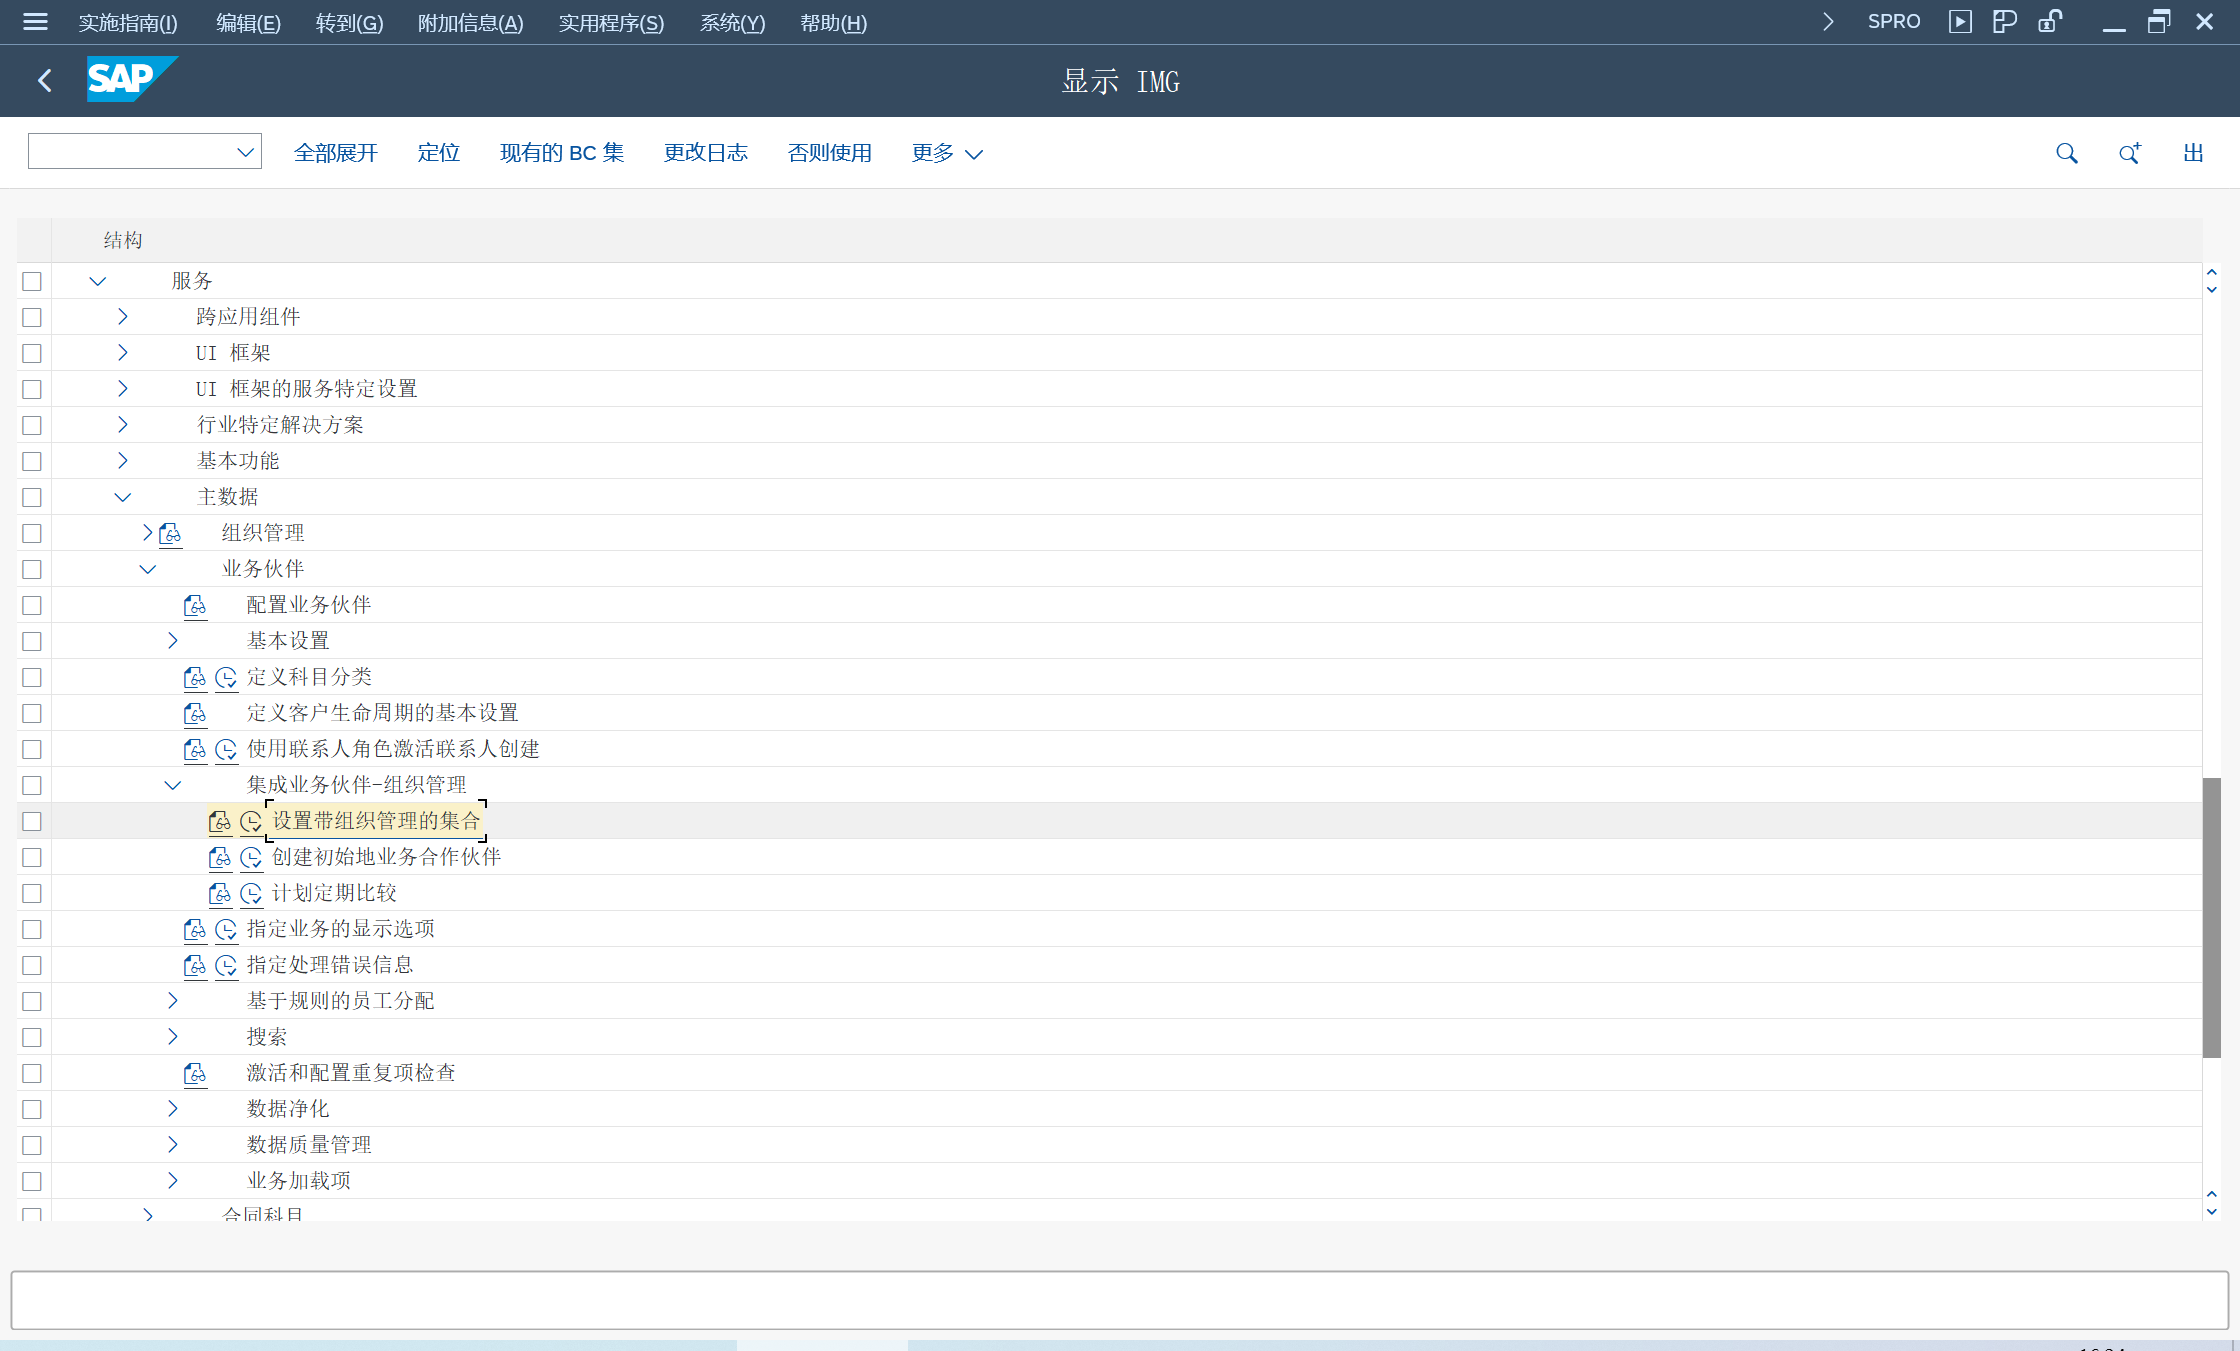 实施指南(I) 编辑(E) 转到(G) 附加信息(A) 实用程序(S) 系统(Y) 帮助(H) SPRO
SAP 显示 IMG
全部展开 定位 现有的 BC 集 更改日志 否则使用 更多 出
结构
服务
跨应用组件
UI 框架
UI 框架的服务特定设置
行业特定解决方案
基本功能
主数据
组织管理
业务伙伴
配置业务伙伴
基本设置
定义科目分类
定义客户生命周期的基本设置
使用联系人角色激活联系人创建
集成业务伙伴-组织管理
设置带组织管理的集合
创建初始地业务合作伙伴
计划定期比较
指定业务的显示选项
指定处理错误信息
基于规则的员工分配
搜索
激活和配置重复项检查
数据净化
数据质量管理
业务加载项
合同科目